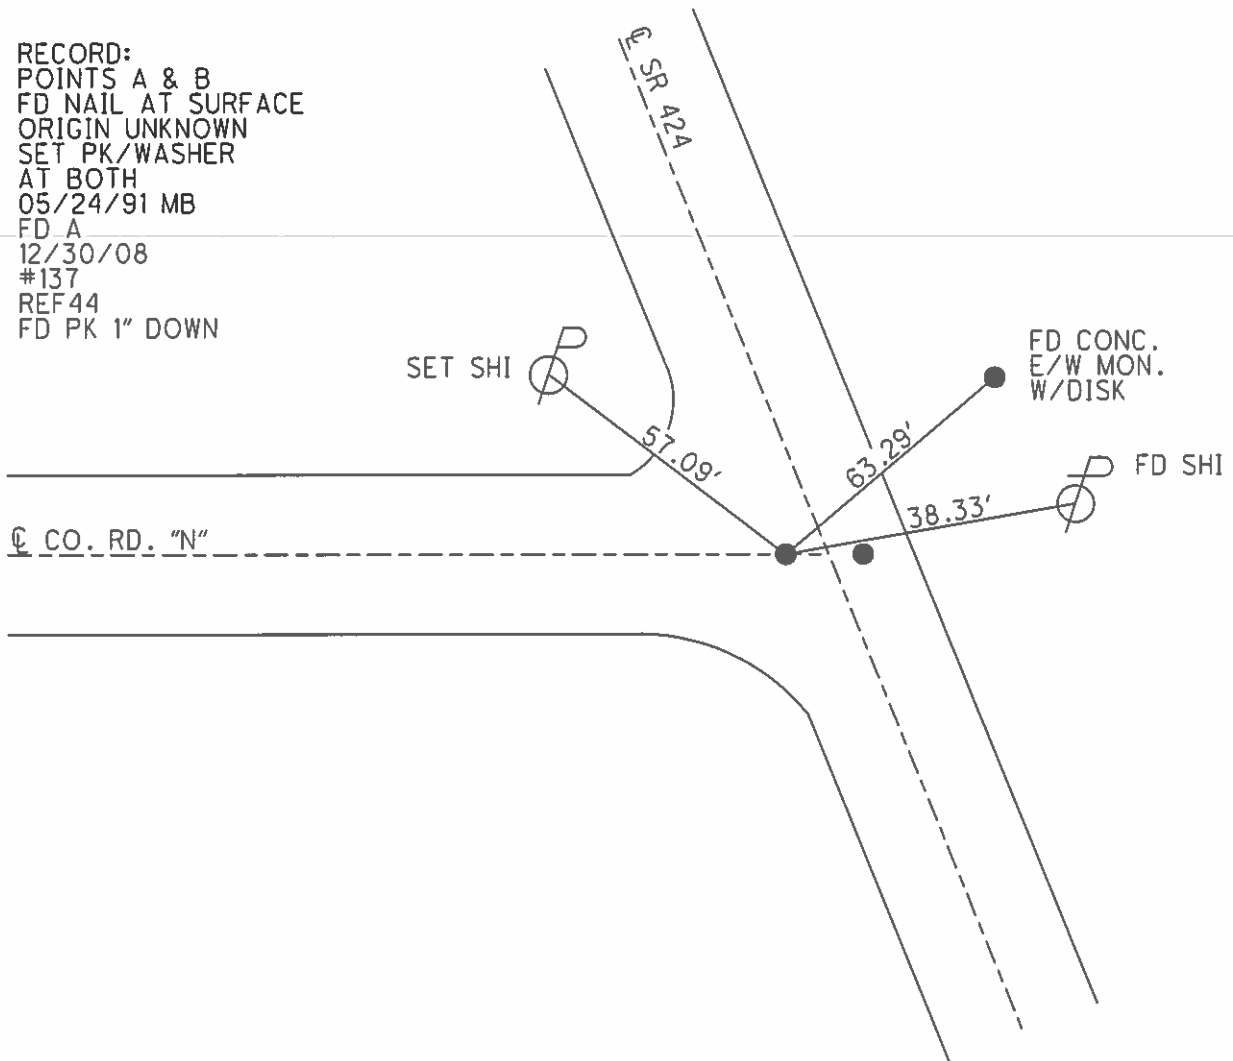 RECORD:
POINTS A & B
FD NAIL AT SURFACE
ORIGIN UNKNOWN
SET PK/WASHER
AT BOTH
05/24/91 MB
FD A
12/30/08
#137
REF44
FD PK 1" DOWN
℄ SR 424
SET SHI
FD CONC.
E/W MON.
W/DISK
57.09'
63.29'
FD SHI
38.33'
℄ CO. RD. "N"